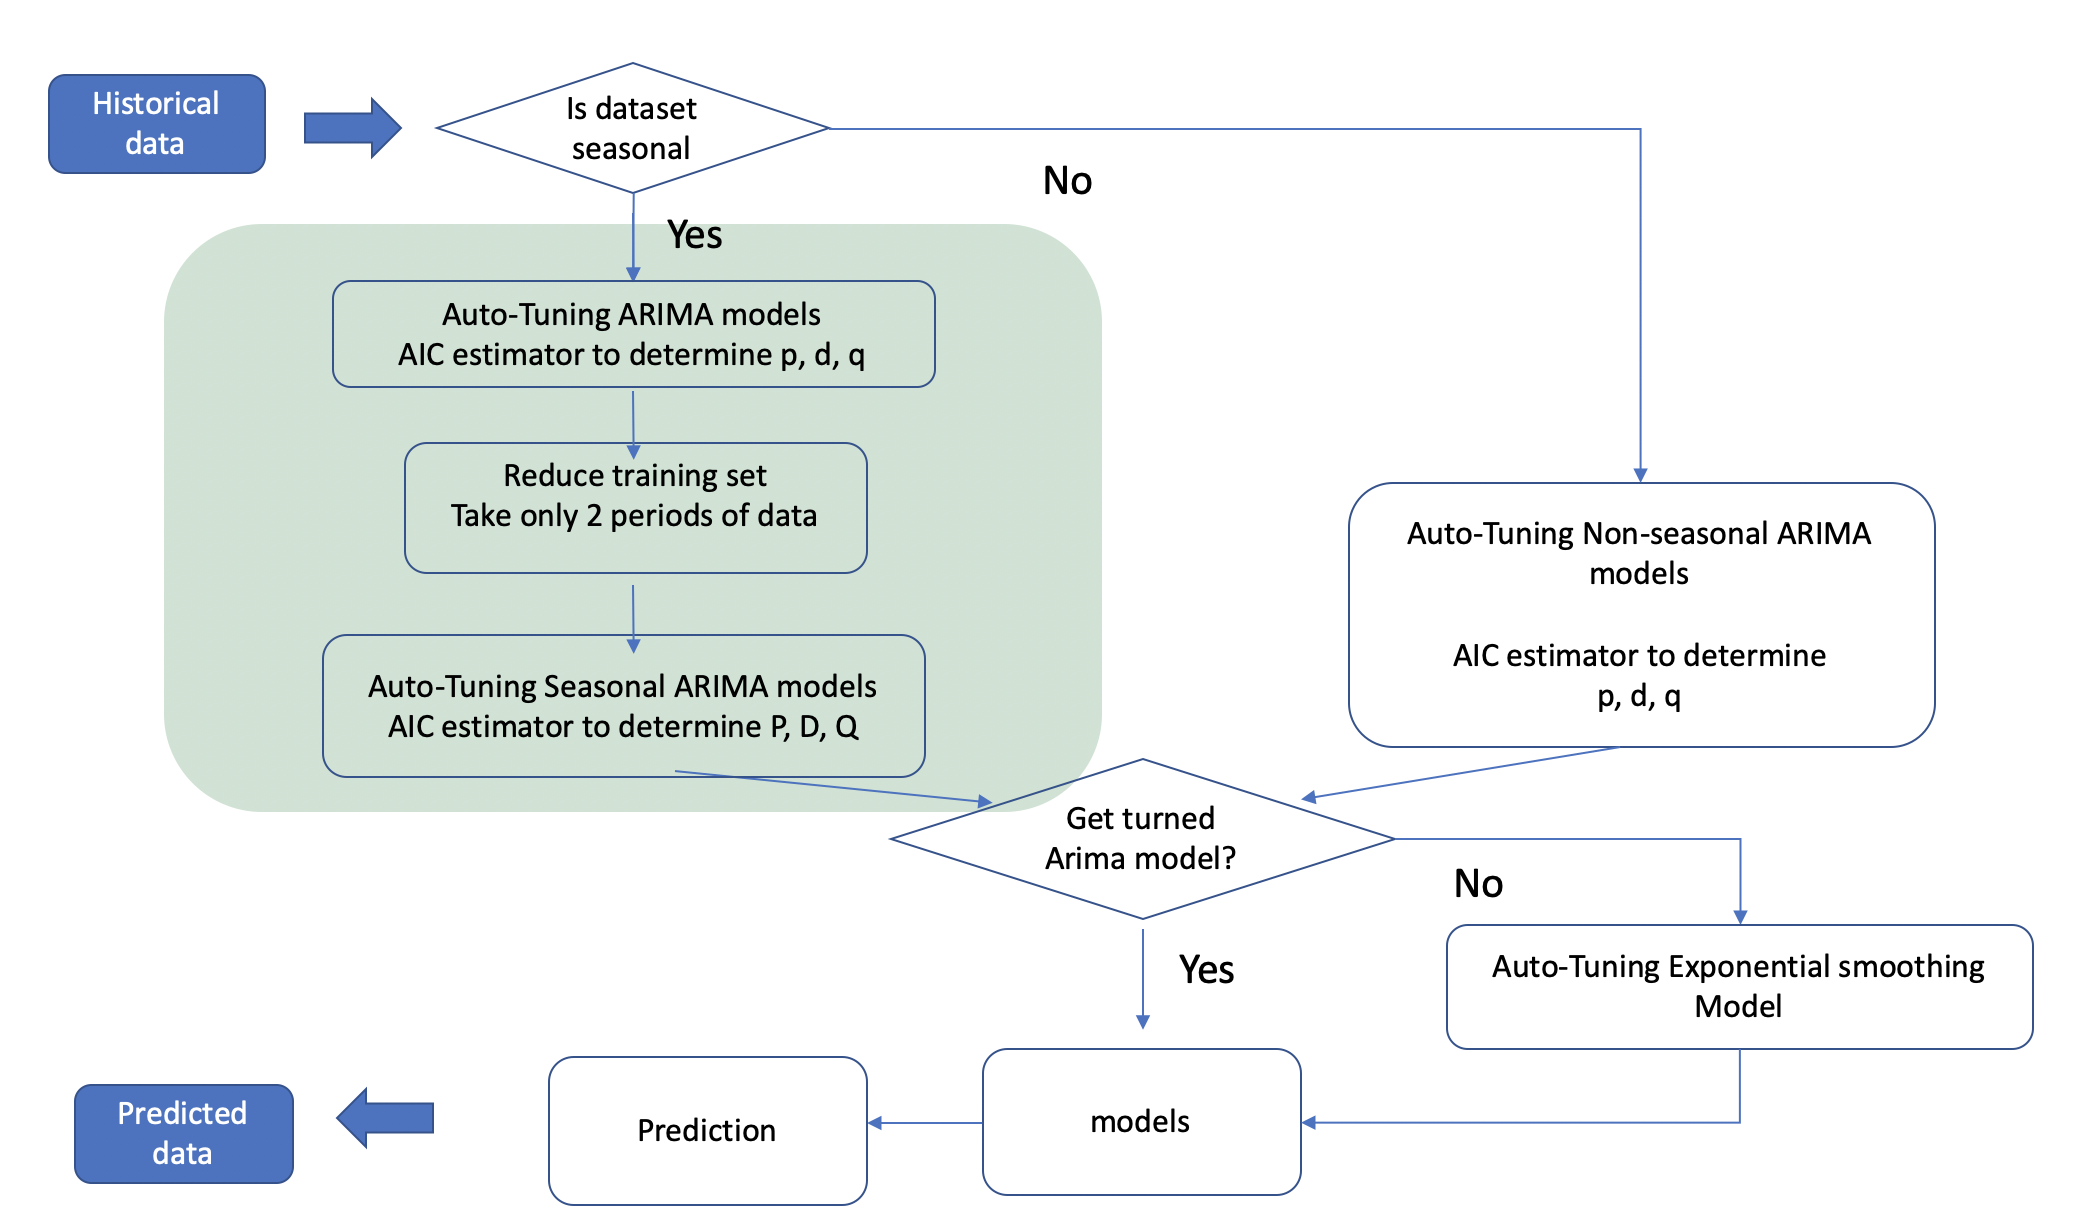 Historical
data
Is dataset
seasonal
No
Yes
Auto-Tuning ARIMA models
AIC estimator to determine p, d, q
Reduce training set
Take only 2 periods of data
Auto-Tuning Seasonal ARIMA models
AIC estimator to determine P, D, Q
Auto-Tuning Non-seasonal ARIMA
models
AIC estimator to determine
p, d, q
Get turned
Arima model?
No
Yes
Auto-Tuning Exponential smoothing
Model
models
Prediction
Predicted
data